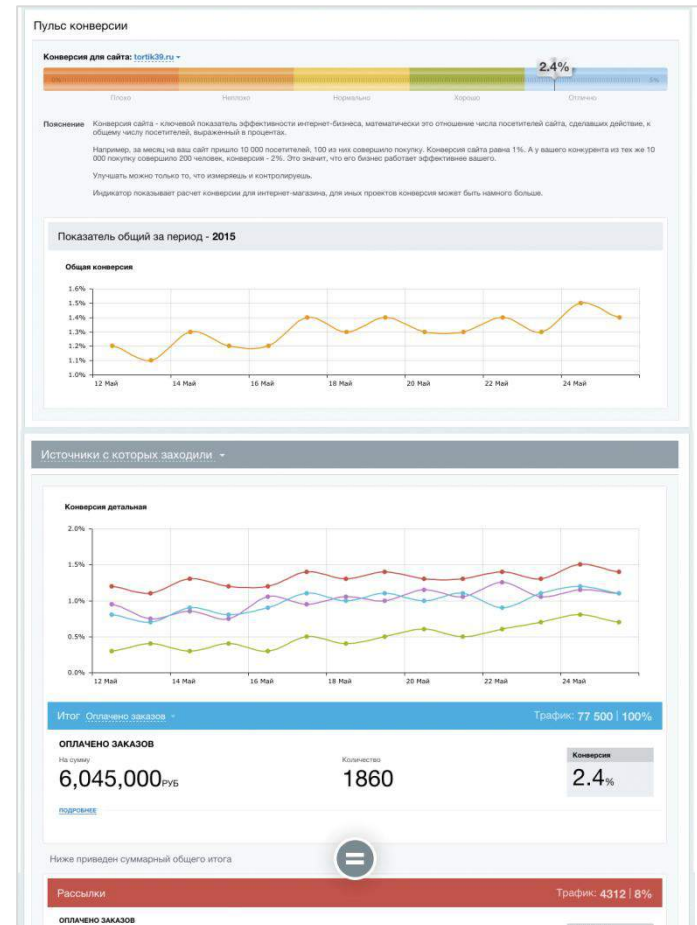 Пульс конверсии
Конверсия для сайта: tortik39.ru
2.4%
0%
5%
Плохо Неплохо Нормально Хорошо Отлично
Пояснение Конверсия сайта - ключевой показатель эффективности интернет-бизнеса, математически это отношение числа посетителей сайта, сделавших действие, к
общему числу посетителей, выраженный в процентах.
Например, за месяц на ваш сайт пришло 10 000 посетителей, 100 из них совершило покупку. Конверсия сайта равна 1%. А у вашего конкурента из тех же 10
000 покупку совершило 200 человек, конверсия - 2%. Это значит, что его бизнес работает эффективнее вашего.
Улучшать можно только то, что измеряешь и контролируешь.
Индикатор показывает расчет конверсии для интернет-магазина, для иных проектов конверсия может быть намного больше.
Показатель общий за период - 2015
Общая конверсия
1.6%
1.5%
1.4%
1.3%
1.2%
1.1%
1.0%
12 Май 14 Май 16 Май 18 Май 20 Май 22 Май 24 Май
Источники с которых заходили
Конверсия детальная
2.0%
1.5%
1.0%
0.5%
0.0%
12 Май 14 Май 16 Май 18 Май 20 Май 22 Май 24 Май
Итог Оплачено заказов Трафик: 77 500 | 100%
ОПЛАЧЕНО ЗАКАЗОВ
На сумму Количество Конверсия
6,045,000РУБ 1860 2.4%
ПОДРОБНЕЕ
Ниже приведен суммарный общего итога
Рассылки Трафик: 4312 | 8%
ОПЛАЧЕНО ЗАКАЗОВ